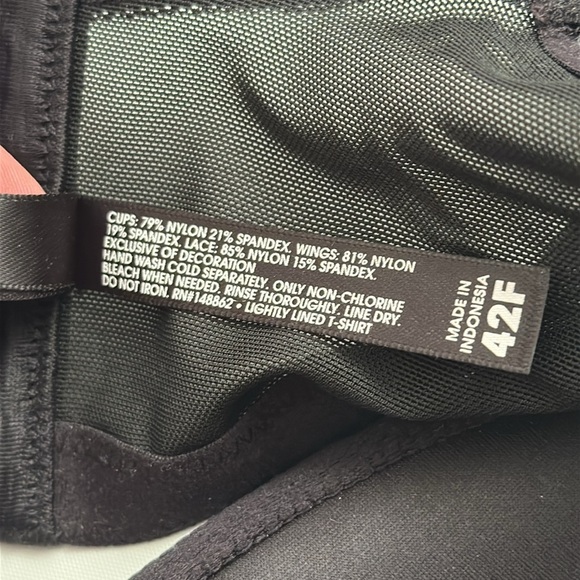 CUPS: 79% NYLON 21% SPANDEX. WINGS: 81% NYLON
19% SPANDEX. LACE: 85% NYLON 15% SPANDEX.
EXCLUSIVE OF DECORATION
HAND WASH COLD SEPARATELY. ONLY NON-CHLORINE
BLEACH WHEN NEEDED. RINSE THOROUGHLY. LINE DRY.
DO NOT IRON. RN#148862 • LIGHTLY LINED T-SHIRT
MADE IN
INDONESIA
42F